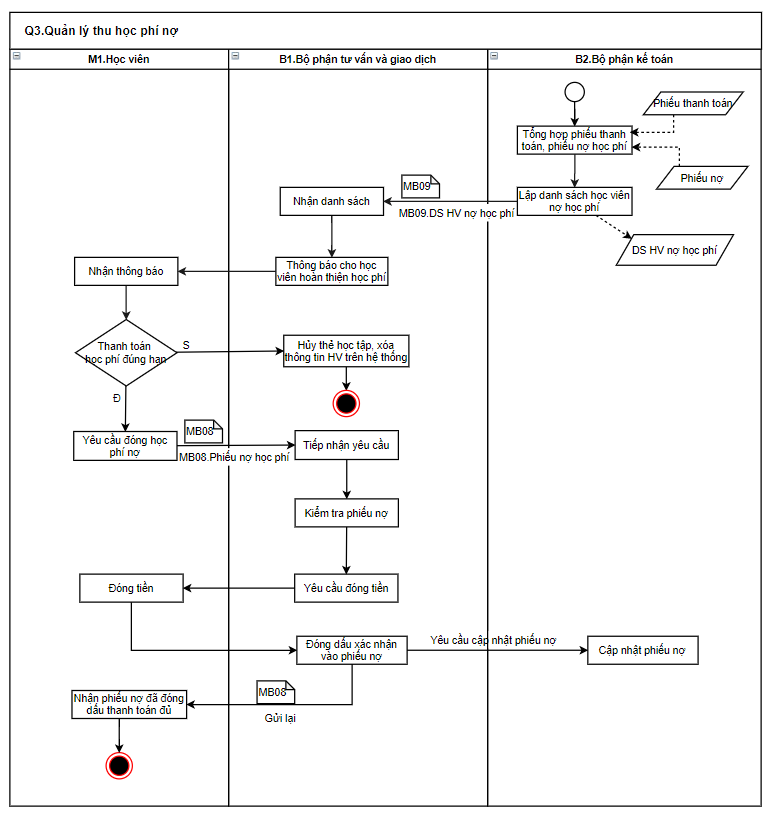 Q3.Quản lý thu học phí nợ
M1.Học viên
B1.Bộ phận tư vấn và giao dịch
B2.Bộ phận kế toán
Phiếu thanh toán
Tổng hợp phiếu thanh
toán, phiếu nợ học phí
Phiếu nợ
MB09
Nhận danh sách
MB09.DS HV nợ học phí
Lập danh sách học viên
nợ học phí
DS HV nợ học phí
Nhận thông báo
Thông báo cho học
viên hoàn thiện học phí
Thanh toán
học phí đúng hạn
S
Hủy thẻ học tập, xóa
thông tin HV trên hệ thống
Đ
Yêu cầu đóng học
phí nợ
MB08
MB08.Phiếu nợ học phí
Tiếp nhận yêu cầu
Kiểm tra phiếu nợ
Đóng tiền
Yêu cầu đóng tiền
Đóng dấu xác nhận
vào phiếu nợ
Yêu cầu cập nhật phiếu nợ
Cập nhật phiếu nợ
Nhận phiếu nợ đã đóng
dấu thanh toán đủ
MB08
Gửi lại